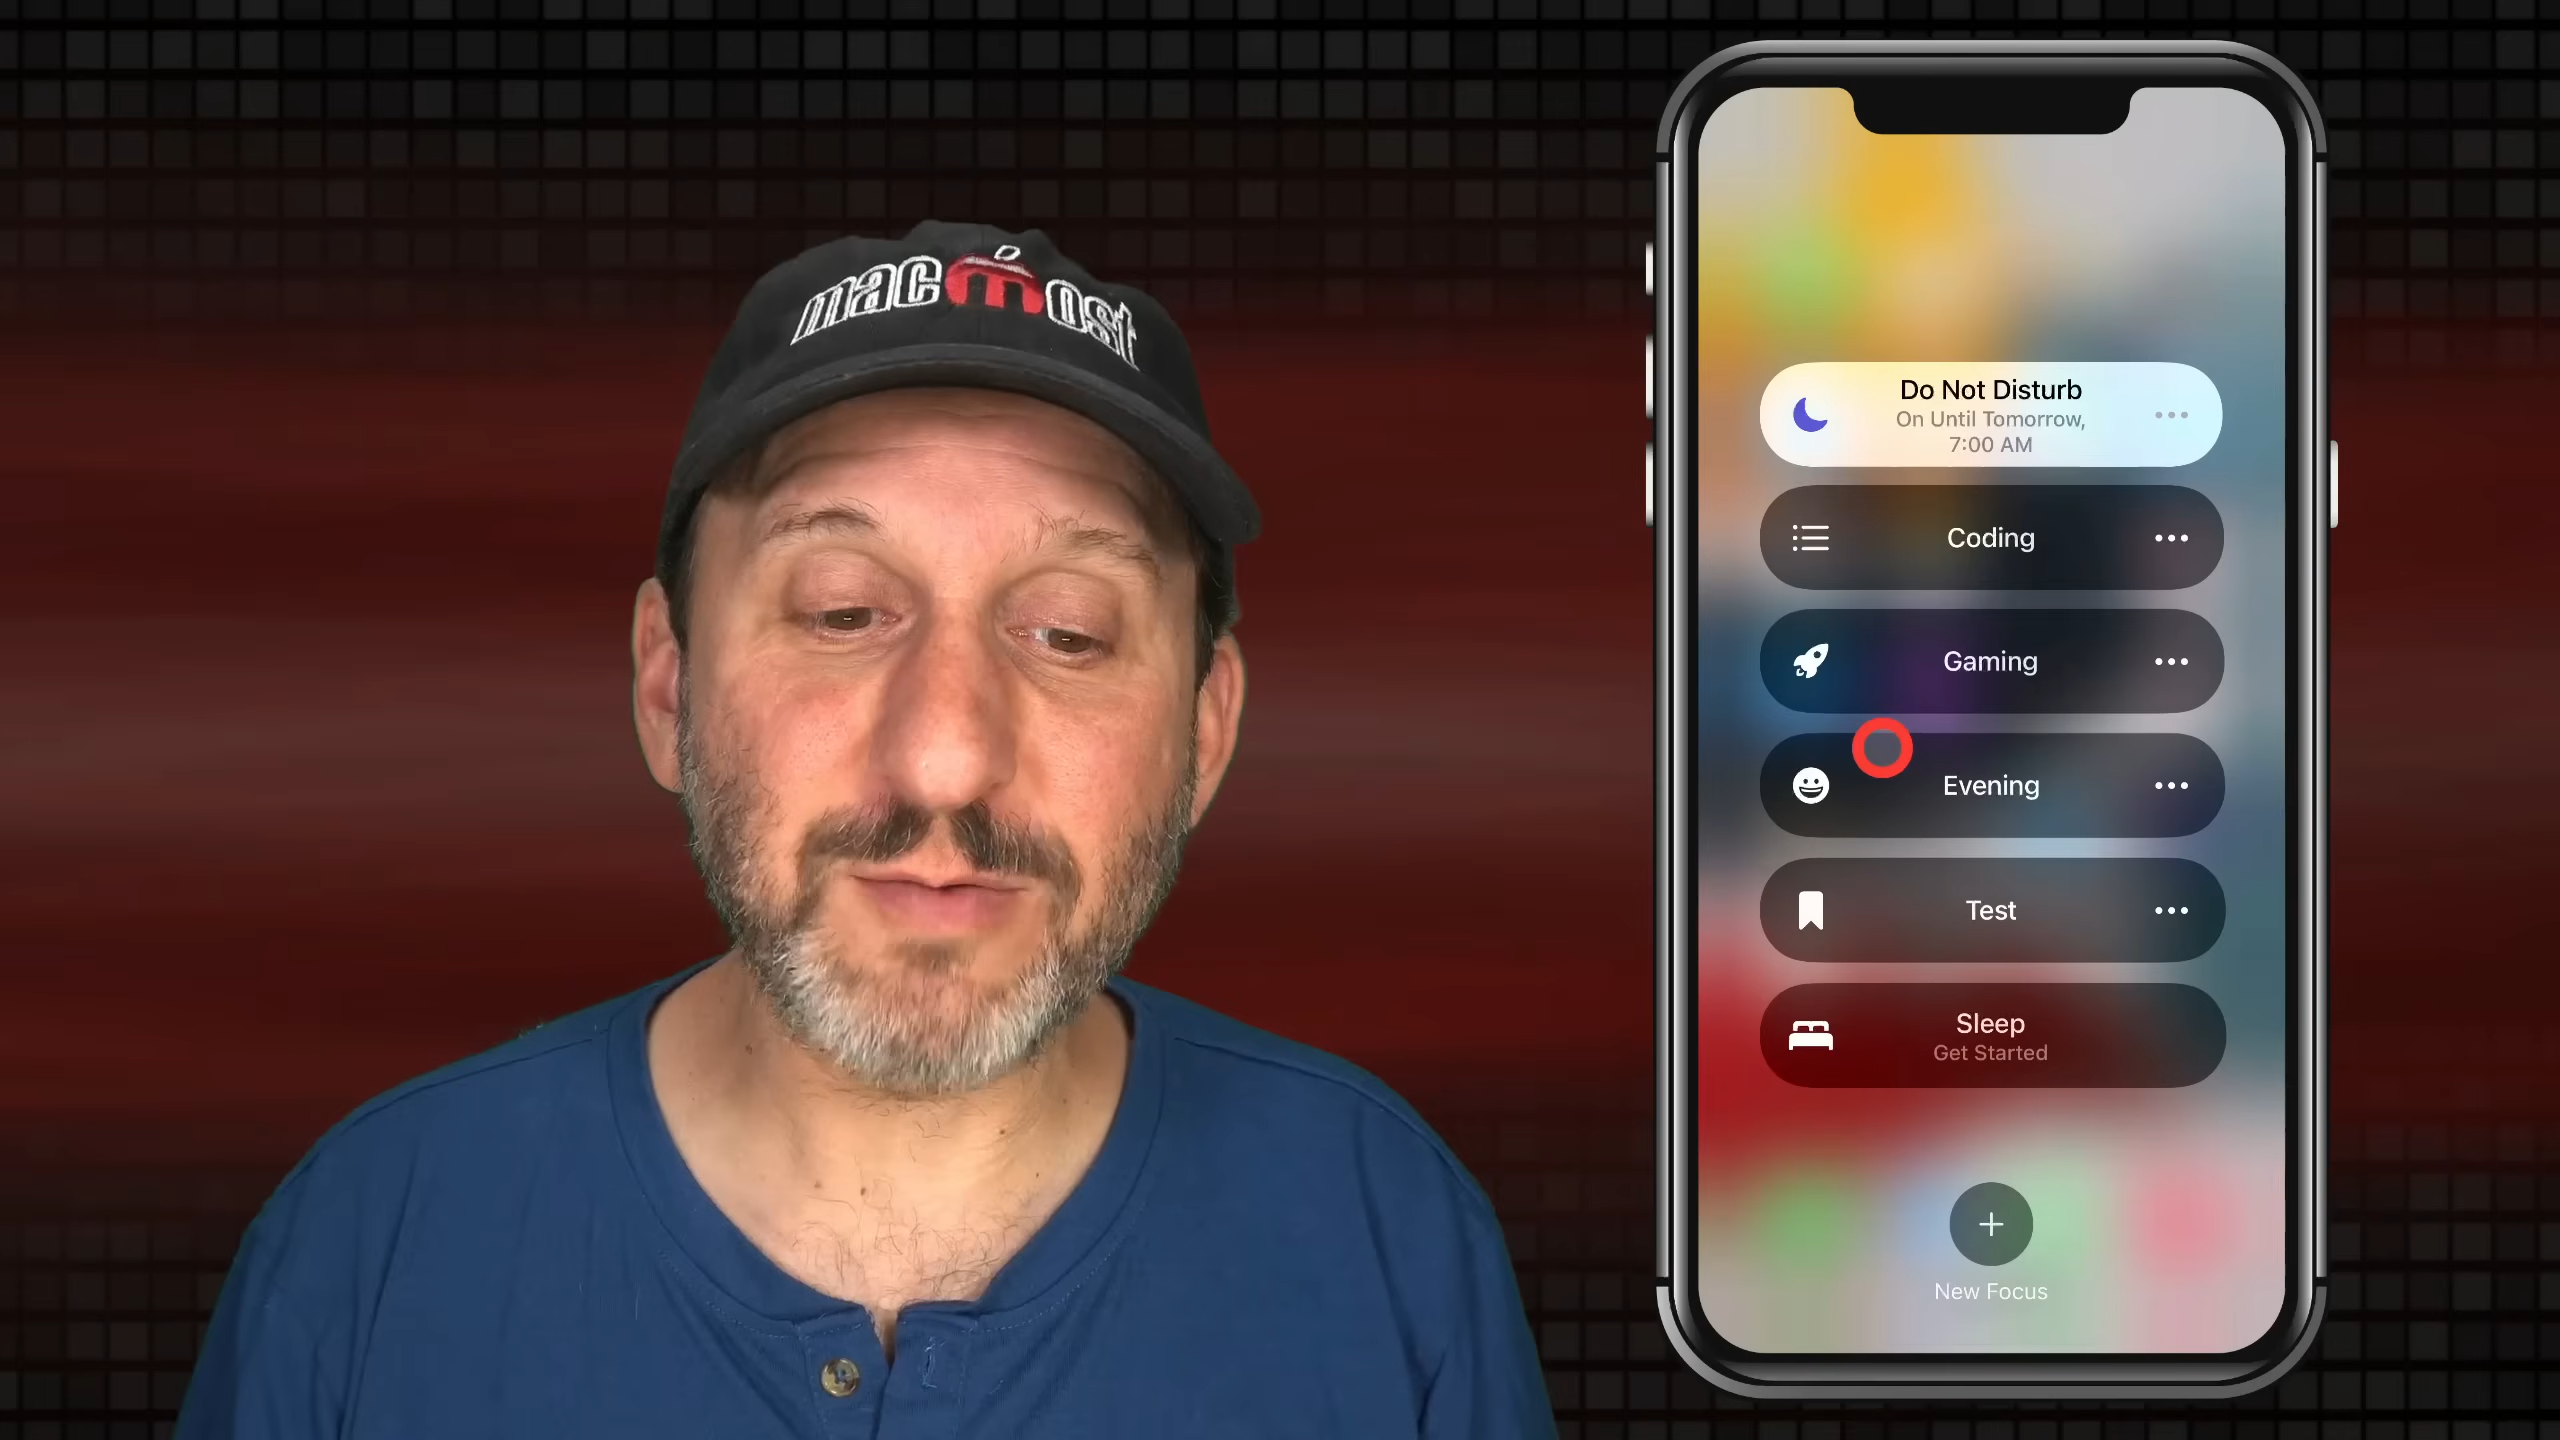 macmost
Do Not Disturb
On Until Tomorrow,
7:00 AM
Coding
Gaming
Evening
Test
Sleep
Get Started
New Focus